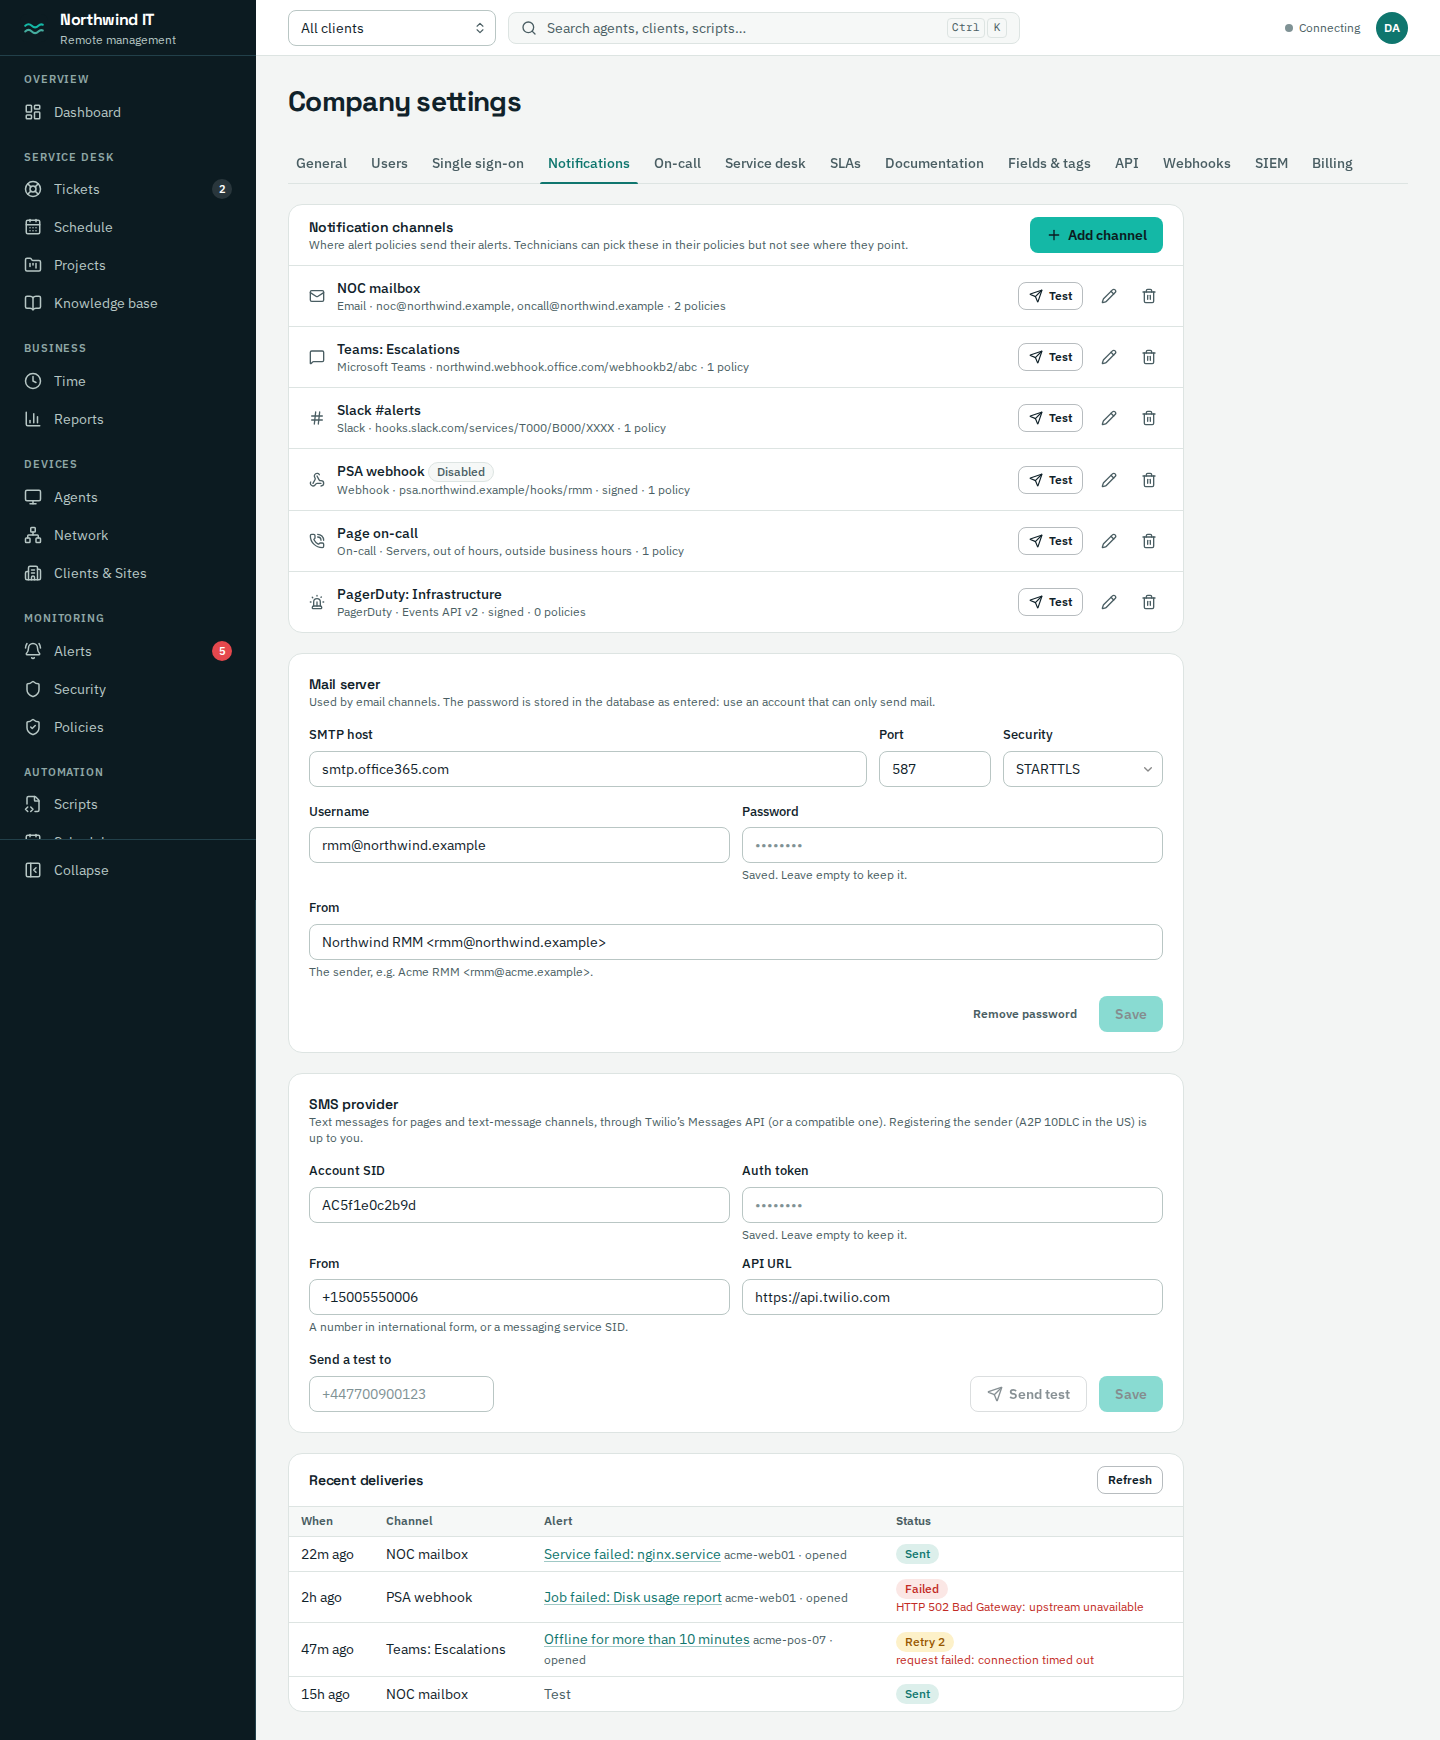 Northwind IT
Remote management
All clients
Search agents, clients, scripts...
Ctrl K
Connecting
DA
OVERVIEW
Dashboard
SERVICE DESK
Tickets 2
Schedule
Projects
Knowledge base
BUSINESS
Time
Reports
DEVICES
Agents
Network
Clients & Sites
MONITORING
Alerts 5
Security
Policies
AUTOMATION
Scripts
Collapse
Company settings
General Users Single sign-on Notifications On-call Service desk SLAs Documentation Fields & tags API Webhooks SIEM Billing
Notification channels
Where alert policies send their alerts. Technicians can pick these in their policies but not see where they point.
Add channel
NOC mailbox
Email · noc@northwind.example, oncall@northwind.example · 2 policies
Test
Teams: Escalations
Microsoft Teams · northwind.webhook.office.com/webhookb2/abc · 1 policy
Test
Slack #alerts
Slack · hooks.slack.com/services/T000/B000/XXXX · 1 policy
Test
PSA webhook Disabled
Webhook · psa.northwind.example/hooks/rmm · signed · 1 policy
Test
Page on-call
On-call · Servers, out of hours, outside business hours · 1 policy
Test
PagerDuty: Infrastructure
PagerDuty · Events API v2 · signed · 0 policies
Test
Mail server
Used by email channels. The password is stored in the database as entered: use an account that can only send mail.
SMTP host Port Security
smtp.office365.com 587 STARTTLS
Username Password
rmm@northwind.example ••••••••
Saved. Leave empty to keep it.
From
Northwind RMM <rmm@northwind.example>
The sender, e.g. Acme RMM <rmm@acme.example>.
Remove password Save
SMS provider
Text messages for pages and text-message channels, through Twilio's Messages API (or a compatible one). Registering the sender (A2P 10DLC in the US) is
up to you.
Account SID Auth token
AC5f1e0c2b9d ••••••••
Saved. Leave empty to keep it.
From API URL
+15005550006 https://api.twilio.com
A number in international form, or a messaging service SID.
Send a test to
+447700900123 Send test Save
Recent deliveries Refresh
When Channel Alert Status
22m ago NOC mailbox Service failed: nginx.service acme-web01 · opened Sent
2h ago PSA webhook Job failed: Disk usage report acme-web01 · opened Failed
HTTP 502 Bad Gateway: upstream unavailable
47m ago Teams: Escalations Offline for more than 10 minutes acme-pos-07 ·
opened
Retry 2
request failed: connection timed out
15h ago NOC mailbox Test Sent